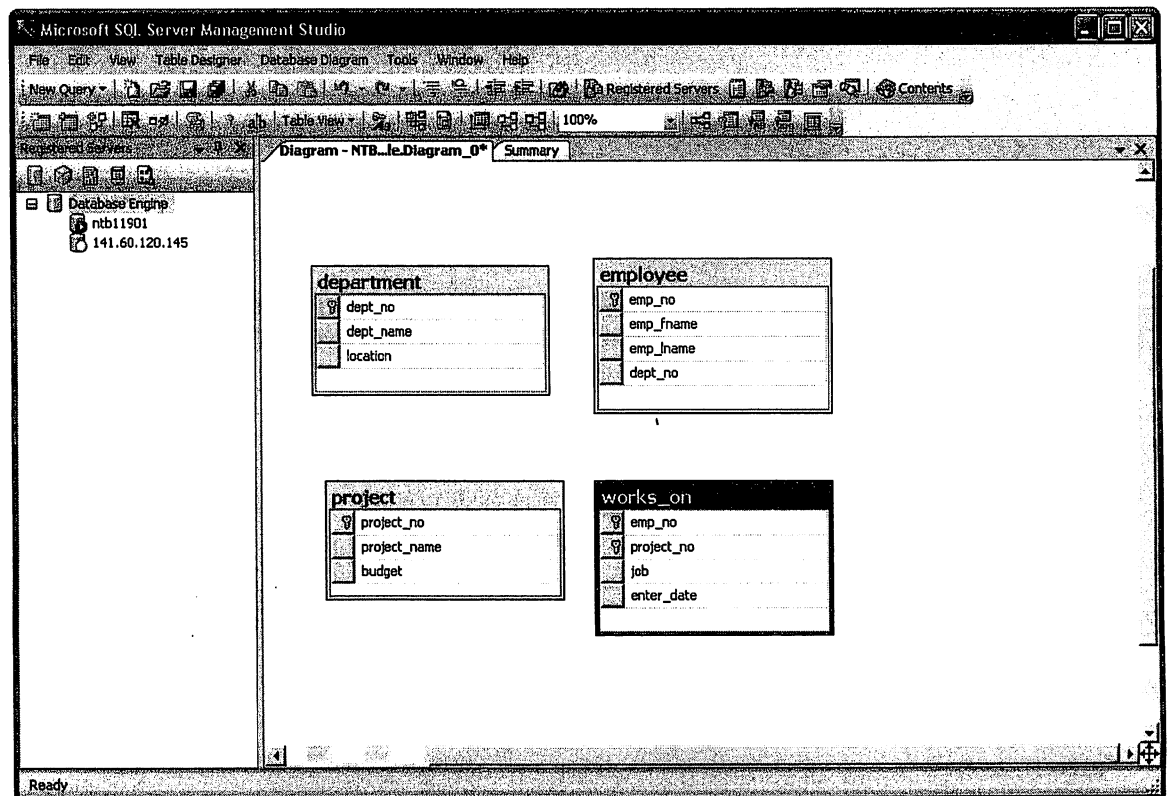 Microsoft SQL Server Management Studio
File Edit View Table Designer Database Diagram Tools Window Help
New Query Registered Servers Contents
Table View 100%
Registered Servers
Diagram - NTB...le.Diagram_0* Summary
Database Engine
ntb11901
141.60.120.145
department
dept_no
dept_name
location
employee
emp_no
emp_fname
emp_lname
dept_no
project
project_no
project_name
budget
works_on
emp_no
project_no
job
enter_date
Ready